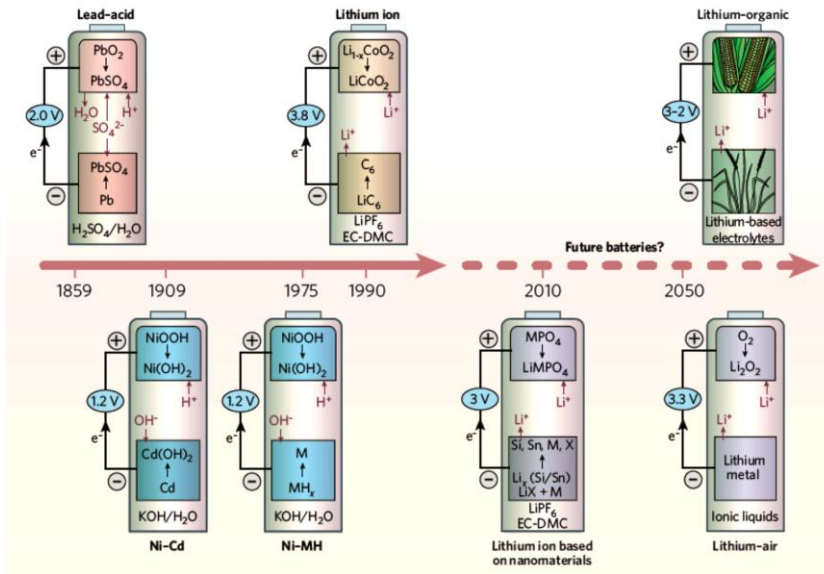 Lead–acid
+
PbO₂
↓
PbSO₄
H₂O
H⁺
SO₄²⁻
2.0 V
e⁻
PbSO₄
↑
Pb
−
H₂SO₄/H₂O
Lithium ion
+
Li₁₋ₓCoO₂
↓
LiCoO₂
Li⁺
3.8 V
Li⁺
e⁻
C₆
↑
LiC₆
−
LiPF₆
EC-DMC
Lithium–organic
+
Li⁺
3–2 V
Li⁺
e⁻
−
Lithium-based
electrolytes
Future batteries?
1859
1909
1975
1990
2010
2050
+
NiOOH
↓
Ni(OH)₂
H⁺
1.2 V
OH⁻
e⁻
Cd(OH)₂
↑
Cd
−
KOH/H₂O
Ni–Cd
+
NiOOH
↓
Ni(OH)₂
H⁺
1.2 V
OH⁻
e⁻
M
↑
MHₓ
−
KOH/H₂O
Ni–MH
+
MPO₄
↓
LiMPO₄
Li⁺
3 V
Li⁺
e⁻
Si, Sn, M, X
↑
Liₓ (Si/Sn)
LiX + M
−
LiPF₆
EC-DMC
Lithium ion based
on nanomaterials
+
O₂
↓
Li₂O₂
Li⁺
3.3 V
Li⁺
e⁻
Lithium
metal
−
Ionic liquids
Lithium–air